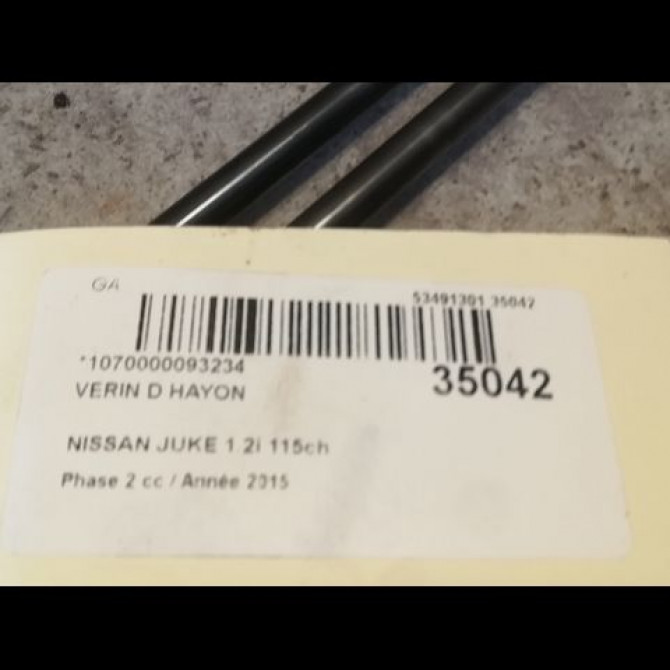 GA
53491301 35042
*1070000093234
35042
VERIN D HAYON
NISSAN JUKE 1 2i 115ch
Phase 2 cc / Année 2015